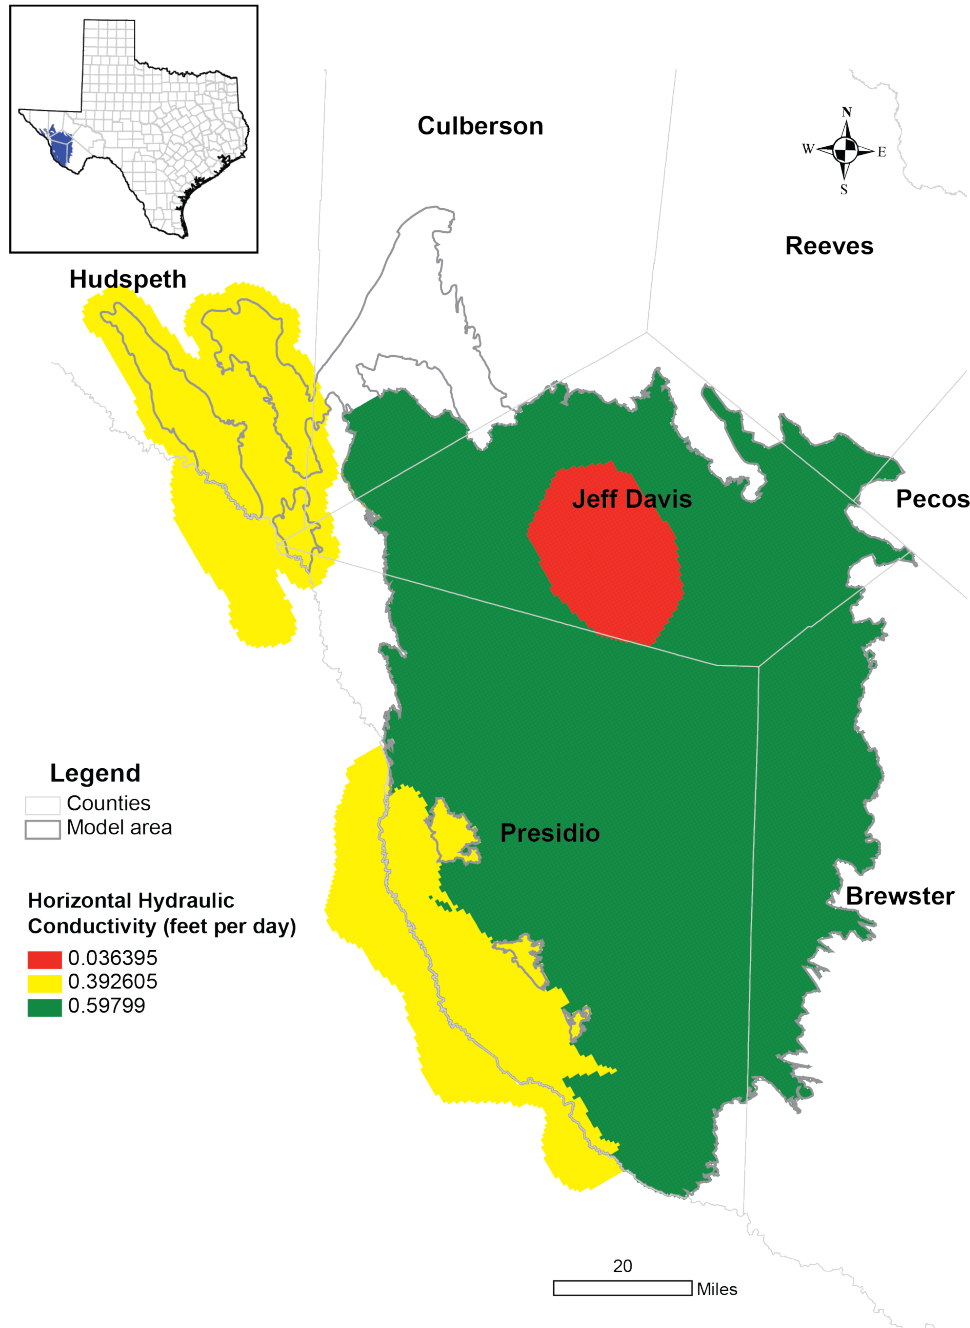 Culberson
N
W E
S
Reeves
Hudspeth
Jeff Davis
Pecos
Legend
Counties
Model area
Presidio
Brewster
Horizontal Hydraulic
Conductivity (feet per day)
0.036395
0.392605
0.59799
20
Miles